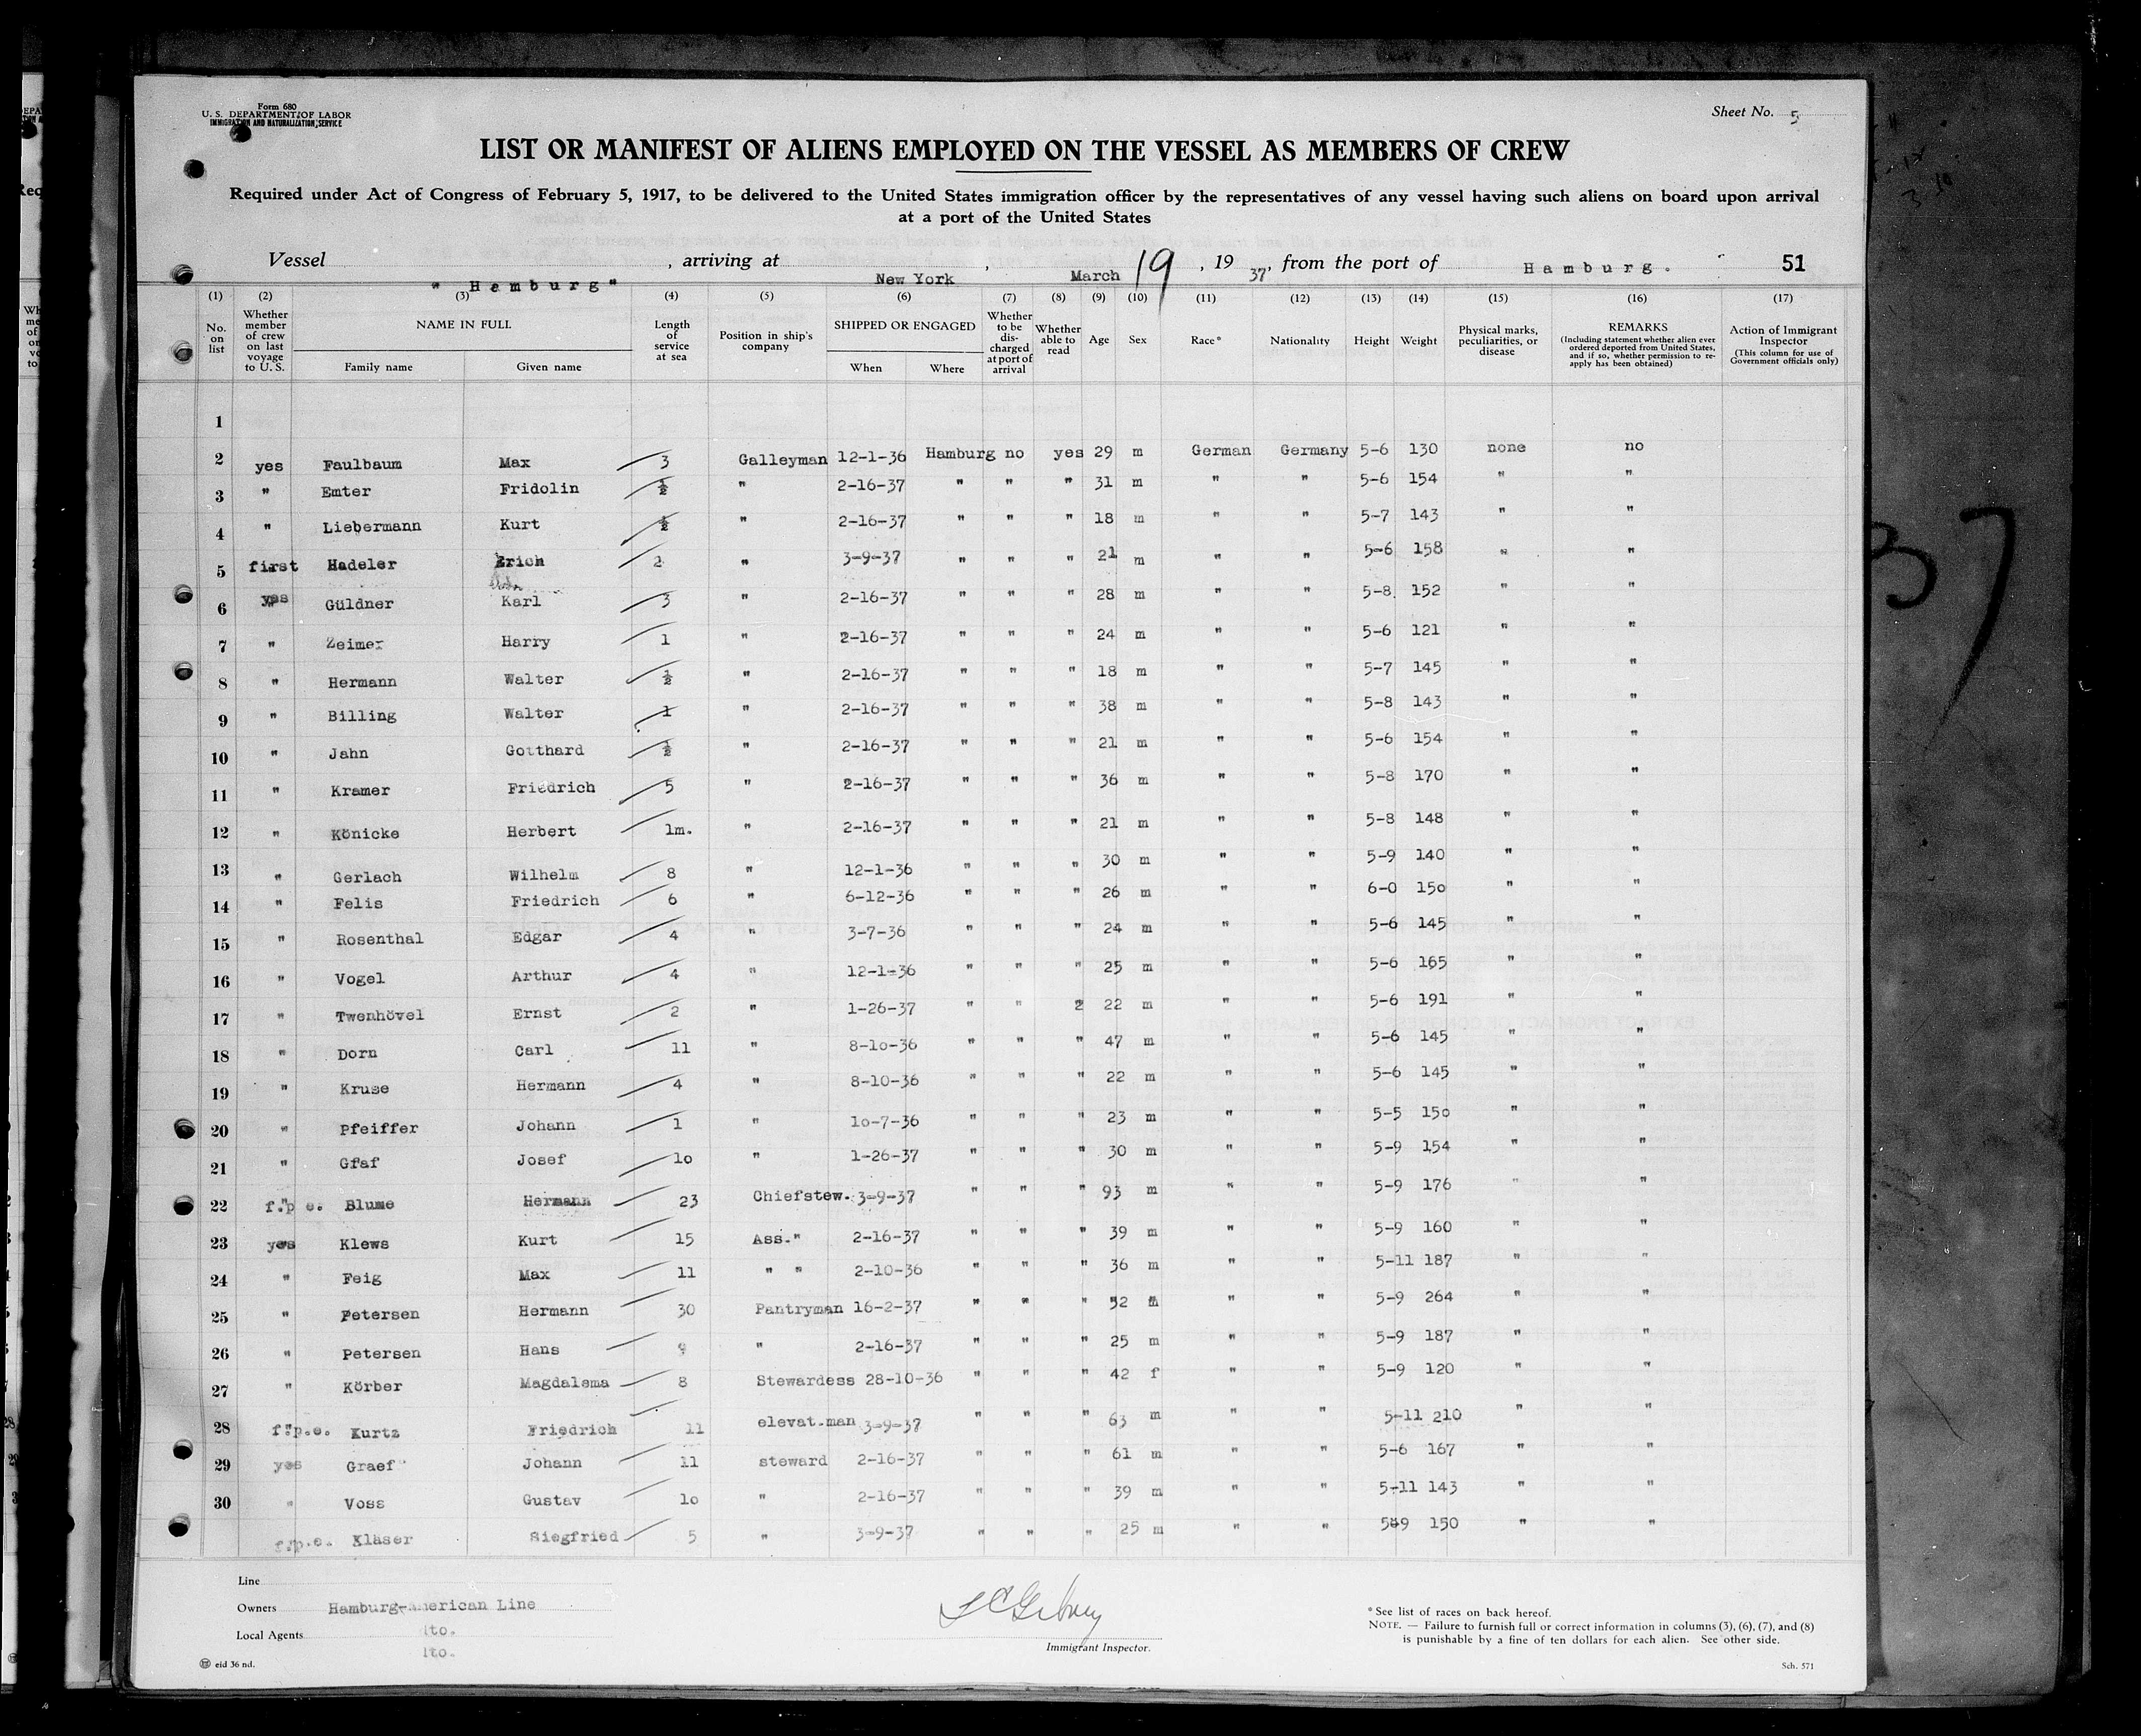 Form 680
U. S. DEPARTMENT OF LABOR
IMMIGRATION AND NATURALIZATION SERVICE
Sheet No. 5
LIST OR MANIFEST OF ALIENS EMPLOYED ON THE VESSEL AS MEMBERS OF CREW
Required under Act of Congress of February 5, 1917, to be delivered to the United States immigration officer by the representatives of any vessel having such aliens on board upon arrival
at a port of the United States
Vessel " Hamburg" , arriving at New York , March 19 , 19 37, from the port of Hamburg. 51
(1) (2) (3) (4) (5) (6) (7) (8) (9) (10) (11) (12) (13) (14) (15) (16) (17)
No. on list
Whether member of crew on last voyage to U. S.
NAME IN FULL
Family name Given name
Length of service at sea
Position in ship's company
SHIPPED OR ENGAGED
When Where
Whether to be discharged at port of arrival
Whether able to read
Age
Sex
Race*
Nationality
Height
Weight
Physical marks, peculiarities, or disease
REMARKS
(Including statement whether alien ever ordered deported from United States, and if so, whether permission to re-apply has been obtained)
Action of Immigrant Inspector
(This column for use of Government officials only)
1
2 yes Faulbaum Max 3 Galleyman 12-1-36 Hamburg no yes 29 m German Germany 5-6 130 none no
3 " Emter Fridolin ½ " 2-16-37 " " " 31 m " " 5-6 154 " "
4 " Liebermann Kurt ½ " 2-16-37 " " " 18 m " " 5-7 143 " "
5 first Hadeler Erich 2 " 3-9-37 " " " 21 m " " 5-6 158 " "
6 yes Güldner Karl 3 " 2-16-37 " " " 28 m " " 5-8 152 " "
7 " Zeimer Harry 1 " 2-16-37 " " " 24 m " " 5-6 121 " "
8 " Hermann Walter ½ " 2-16-37 " " " 18 m " " 5-7 145 " "
9 " Billing Walter 1 " 2-16-37 " " " 38 m " " 5-8 143 " "
10 " Jahn Gotthard ½ " 2-16-37 " " " 21 m " " 5-6 154 " "
11 " Kramer Friedrich 5 " 2-16-37 " " " 36 m " " 5-8 170 " "
12 " Könicke Herbert 1m. " 2-16-37 " " " 21 m " " 5-8 148 " "
13 " Gerlach Wilhelm 8 " 12-1-36 " " " 30 m " " 5-9 140 " "
14 " Felis Friedrich 6 " 6-12-36 " " " 26 m " " 6-0 150 " "
15 " Rosenthal Edgar 4 " 3-7-36 " " " 24 m " " 5-6 145 " "
16 " Vogel Arthur 4 " 12-1-36 " " " 25 m " " 5-6 165 " "
17 " Twenhövel Ernst 2 " 1-26-37 " " 2 22 m " " 5-6 191 " "
18 " Dorn Carl 11 " 8-10-36 " " " 47 m " " 5-6 145 " "
19 " Kruse Hermann 4 " 8-10-36 " " " 22 m " " 5-6 145 " "
20 " Pfeiffer Johann 1 " 10-7-36 " " " 23 m " " 5-5 150 " "
21 " Graf Josef 10 " 1-26-37 " " " 30 m " " 5-9 154 " "
22 f.p.e. Blume Hermann 23 Chiefstew. 3-9-37 " " " 93 m " " 5-9 176 " "
23 yes Klews Kurt 15 Ass." 2-16-37 " " " 39 m " " 5-9 160 " "
24 " Feig Max 11 " " 2-10-36 " " " 36 m " " 5-11 187 " "
25 " Petersen Hermann 30 Pantryman 16-2-37 " " " 52 m " " 5-9 264 " "
26 " Petersen Hans 9 " 2-16-37 " " " 25 m " " 5-9 187 " "
27 " Körber Magdalema 8 Stewardess 28-10-36 " " " 42 f " " 5-9 120 " "
28 f.p.e. Kurtz Friedrich 11 elevat.man 3-9-37 " " " 63 m " " 5-11 210 " "
29 yes Graef Johann 11 steward 2-16-37 " " " 61 m " " 5-6 167 " "
30 " Voss Gustav 10 " 2-16-37 " " " 39 m " " 5-11 143 " "
f.p.e. Kläser Siegfried 5 " 3-9-37 " " " 25 m " " 5-9 150 " "
Line
Owners Hamburg-American Line
Local Agents dto.
dto.
Immigrant Inspector.
*See list of races on back hereof.
NOTE. — Failure to furnish full or correct information in columns (3), (6), (7), and (8)
is punishable by a fine of ten dollars for each alien. See other side.
eid 36 nd.
Sch. 571
37